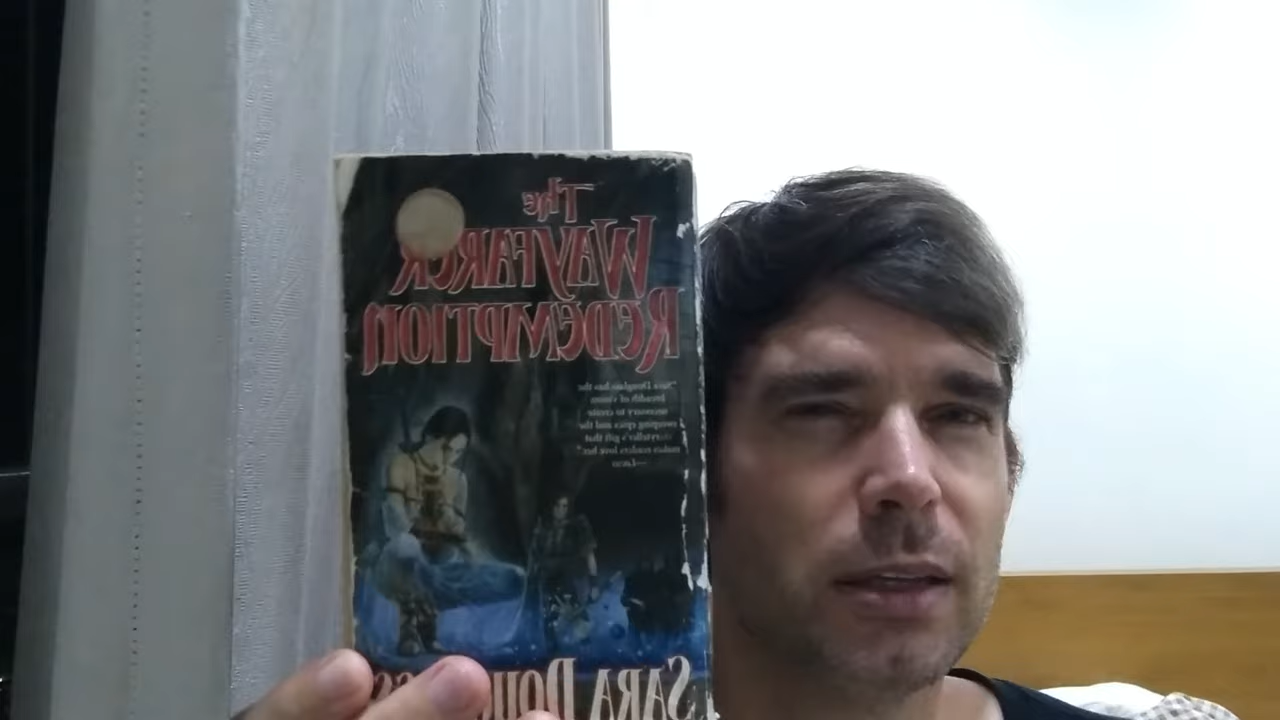 The
WAYFARER
REDEMPTION
"Sara Douglass has the
breadth of vision
necessary to create
sweeping epics and the
storyteller's gift that
makes readers love her."
—Locus
SARA DOU